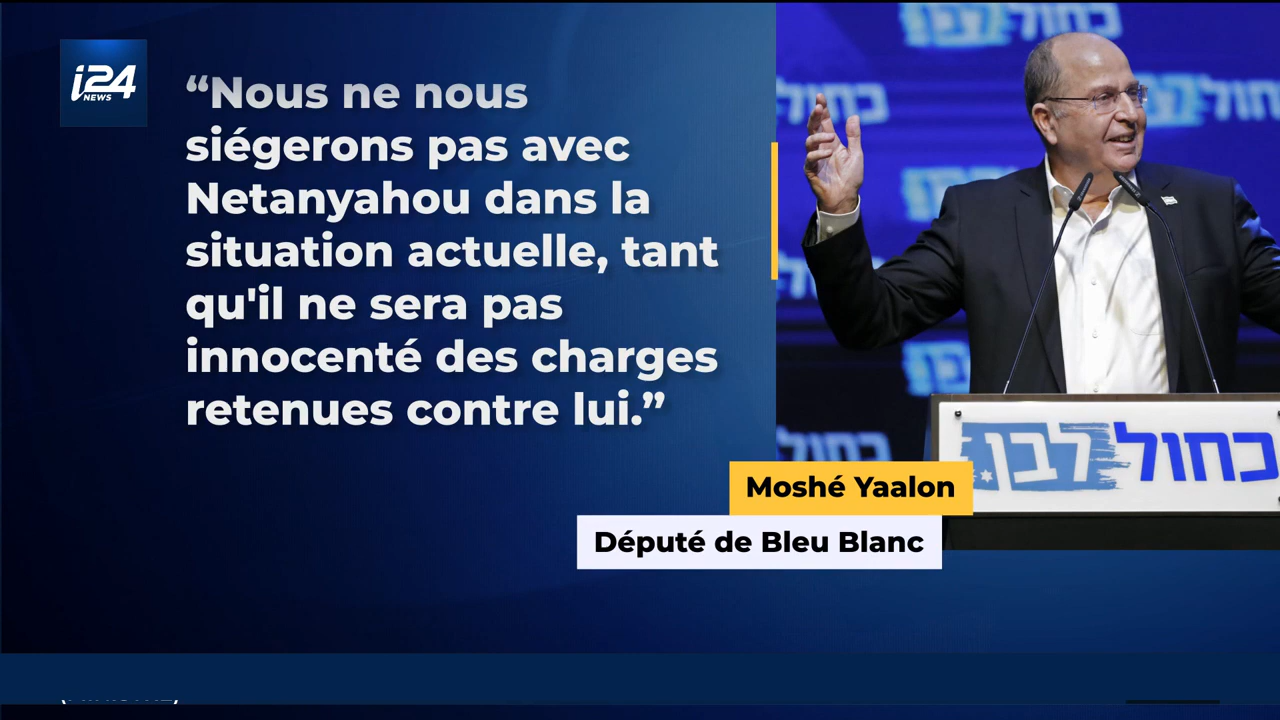 i24
NEWS
“Nous ne nous
siégerons pas avec
Netanyahou dans la
situation actuelle, tant
qu'il ne sera pas
innocenté des charges
retenues contre lui.”
Moshé Yaalon
Député de Bleu Blanc
כחול לבן
כחול
לבן